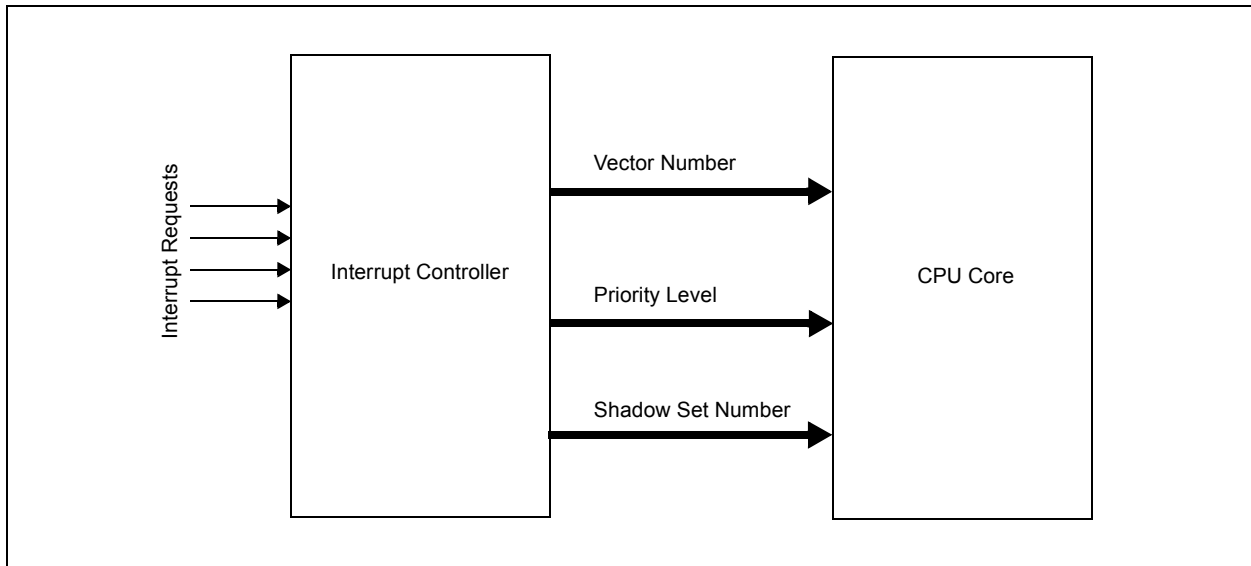 Interrupt Requests
Interrupt Controller
Vector Number
Priority Level
Shadow Set Number
CPU Core